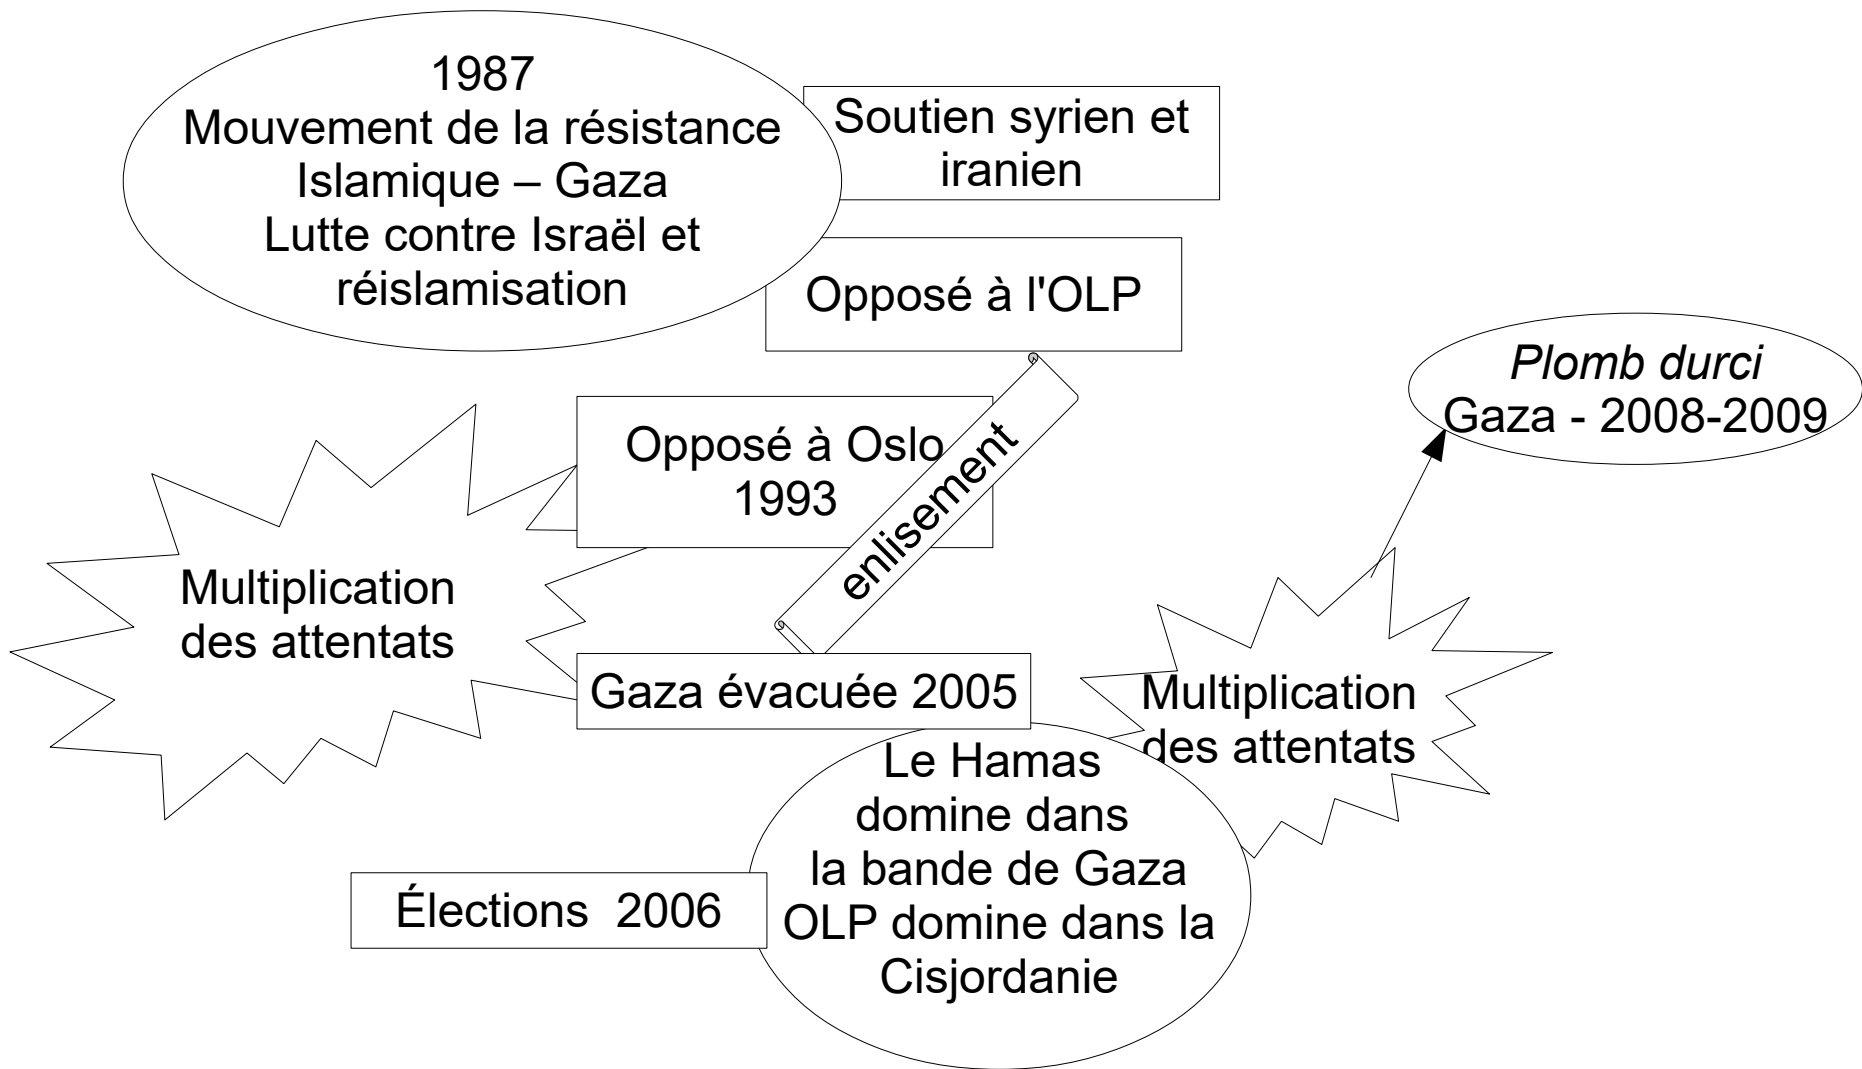 1987
Mouvement de la résistance
Islamique – Gaza
Lutte contre Israël et
réislamisation
Soutien syrien et
iranien
Opposé à l'OLP
Plomb durci
Gaza - 2008-2009
Opposé à Oslo
1993
enlisement
Multiplication
des attentats
Gaza évacuée 2005
Multiplication
des attentats
Le Hamas
domine dans
la bande de Gaza
OLP domine dans la
Cisjordanie
Élections  2006